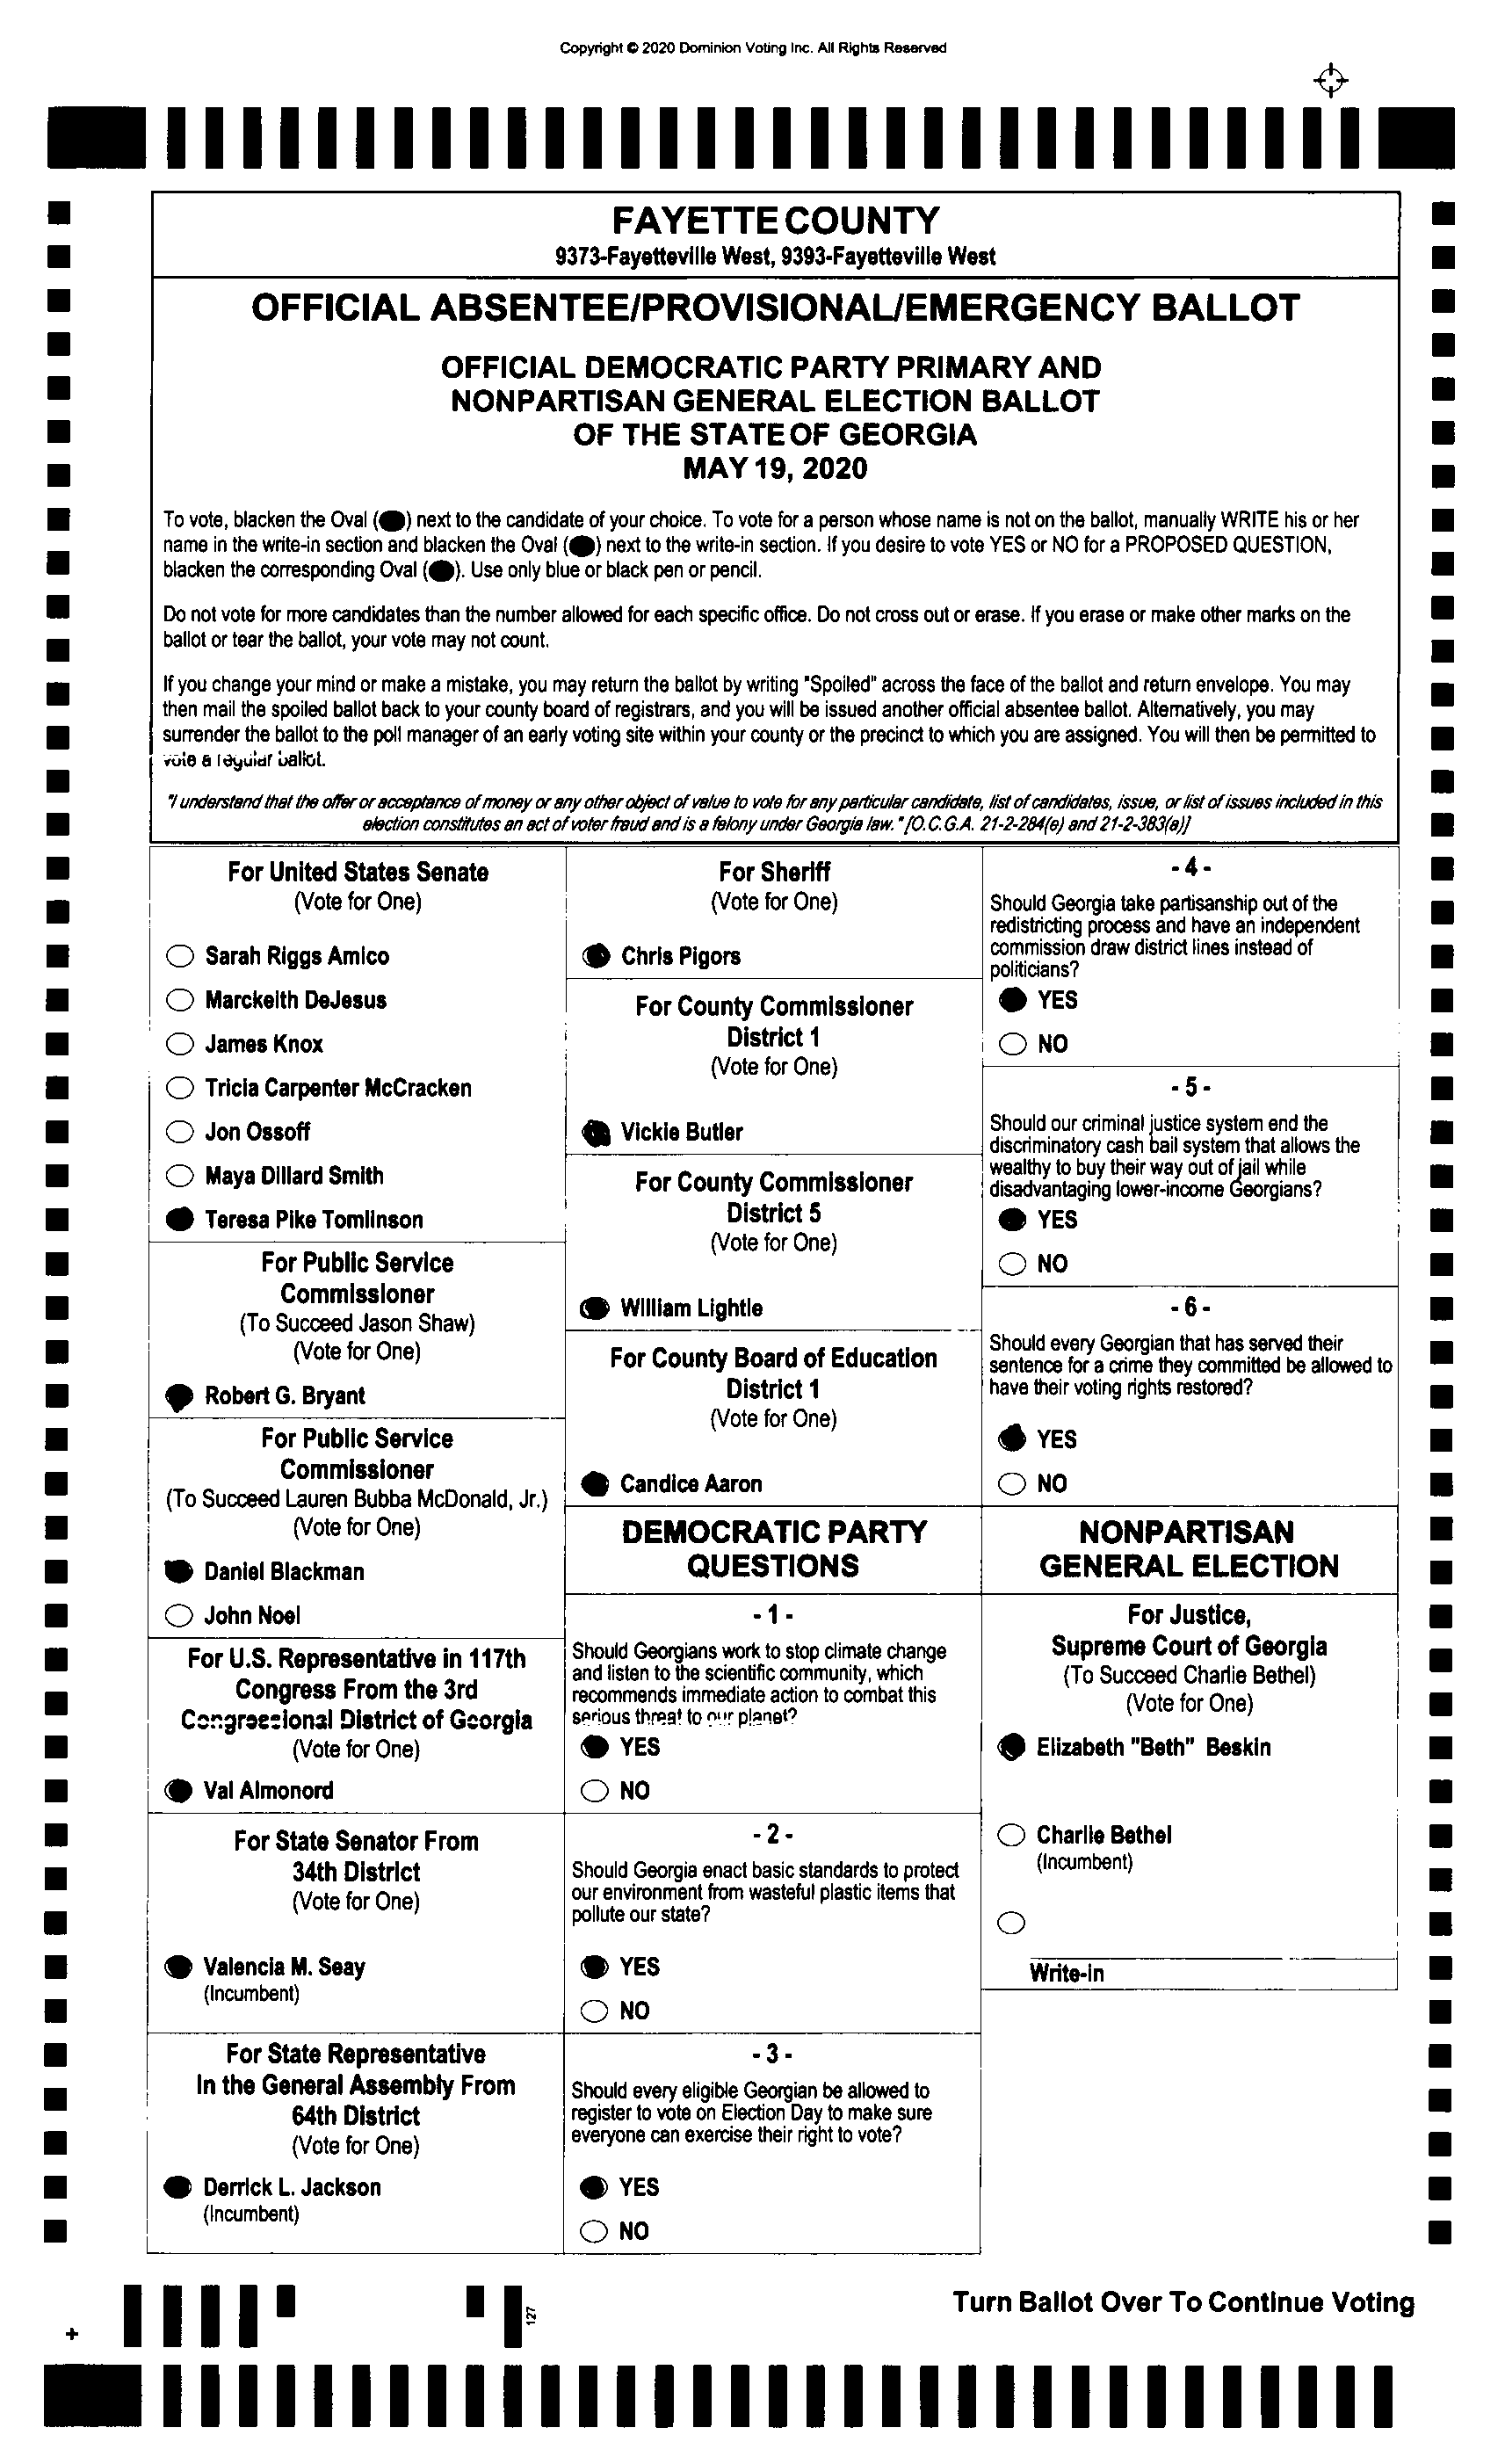 Copyright © 2020 Dominion Voting Inc. All Rights Reserved
FAYETTE COUNTY
9373-Fayetteville West, 9393-Fayetteville West
OFFICIAL ABSENTEE/PROVISIONAL/EMERGENCY BALLOT
OFFICIAL DEMOCRATIC PARTY PRIMARY AND
NONPARTISAN GENERAL ELECTION BALLOT
OF THE STATE OF GEORGIA
MAY 19, 2020
To vote, blacken the Oval (⬤) next to the candidate of your choice. To vote for a person whose name is not on the ballot, manually WRITE his or her
name in the write-in section and blacken the Oval (⬤) next to the write-in section. If you desire to vote YES or NO for a PROPOSED QUESTION,
blacken the corresponding Oval (⬤). Use only blue or black pen or pencil.
Do not vote for more candidates than the number allowed for each specific office. Do not cross out or erase. If you erase or make other marks on the
ballot or tear the ballot, your vote may not count.
If you change your mind or make a mistake, you may return the ballot by writing "Spoiled" across the face of the ballot and return envelope. You may
then mail the spoiled ballot back to your county board of registrars, and you will be issued another official absentee ballot. Alternatively, you may
surrender the ballot to the poll manager of an early voting site within your county or the precinct to which you are assigned. You will then be permitted to
vote a regular ballot.
"I understand that the offer or acceptance of money or any other object of value to vote for any particular candidate, list of candidates, issue, or list of issues included in this
election constitutes an act of voter fraud and is a felony under Georgia law." [O.C.G.A. 21-2-284(e) and 21-2-383(a)]
For United States Senate
(Vote for One)
Sarah Riggs Amico
Marckeith DeJesus
James Knox
Tricia Carpenter McCracken
Jon Ossoff
Maya Dillard Smith
Teresa Pike Tomlinson
For Public Service
Commissioner
(To Succeed Jason Shaw)
(Vote for One)
Robert G. Bryant
For Public Service
Commissioner
(To Succeed Lauren Bubba McDonald, Jr.)
(Vote for One)
Daniel Blackman
John Noel
For U.S. Representative in 117th
Congress From the 3rd
Congressional District of Georgia
(Vote for One)
Val Almonord
For State Senator From
34th District
(Vote for One)
Valencia M. Seay
(Incumbent)
For State Representative
In the General Assembly From
64th District
(Vote for One)
Derrick L. Jackson
(Incumbent)
For Sheriff
(Vote for One)
Chris Pigors
For County Commissioner
District 1
(Vote for One)
Vickie Butler
For County Commissioner
District 5
(Vote for One)
William Lightle
For County Board of Education
District 1
(Vote for One)
Candice Aaron
DEMOCRATIC PARTY
QUESTIONS
- 1 -
Should Georgians work to stop climate change
and listen to the scientific community, which
recommends immediate action to combat this
serious threat to our planet?
YES
NO
- 2 -
Should Georgia enact basic standards to protect
our environment from wasteful plastic items that
pollute our state?
YES
NO
- 3 -
Should every eligible Georgian be allowed to
register to vote on Election Day to make sure
everyone can exercise their right to vote?
YES
NO
- 4 -
Should Georgia take partisanship out of the
redistricting process and have an independent
commission draw district lines instead of
politicians?
YES
NO
- 5 -
Should our criminal justice system end the
discriminatory cash bail system that allows the
wealthy to buy their way out of jail while
disadvantaging lower-income Georgians?
YES
NO
- 6 -
Should every Georgian that has served their
sentence for a crime they committed be allowed to
have their voting rights restored?
YES
NO
NONPARTISAN
GENERAL ELECTION
For Justice,
Supreme Court of Georgia
(To Succeed Charlie Bethel)
(Vote for One)
Elizabeth "Beth" Beskin
Charlie Bethel
(Incumbent)
Write-in
127
Turn Ballot Over To Continue Voting